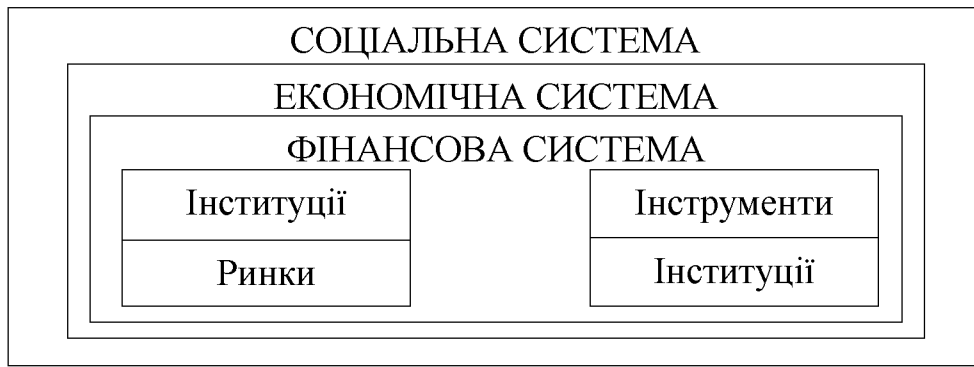 СОЦІАЛЬНА СИСТЕМА
ЕКОНОМІЧНА СИСТЕМА
ФІНАНСОВА СИСТЕМА
Інституції
Ринки
Інструменти
Інституції